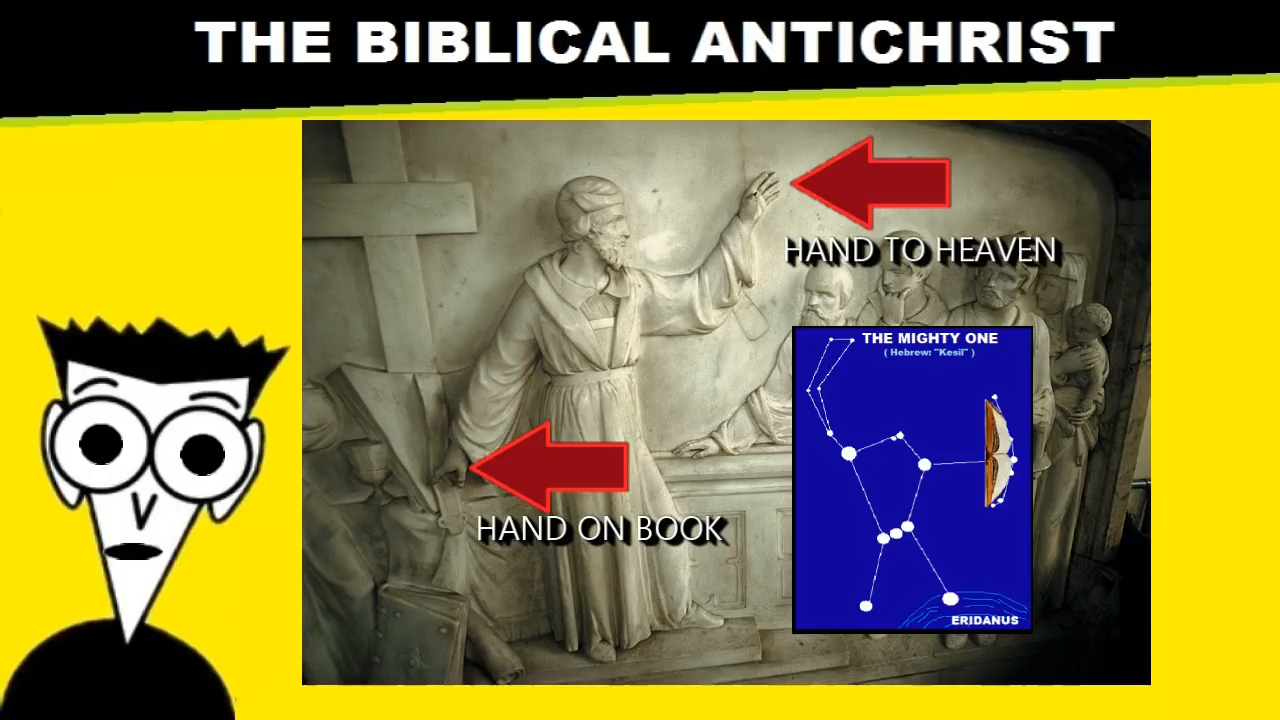 THE BIBLICAL ANTICHRIST
HAND TO HEAVEN
THE MIGHTY ONE
( Hebrew: "Kesil" )
HAND ON BOOK
ERIDANUS